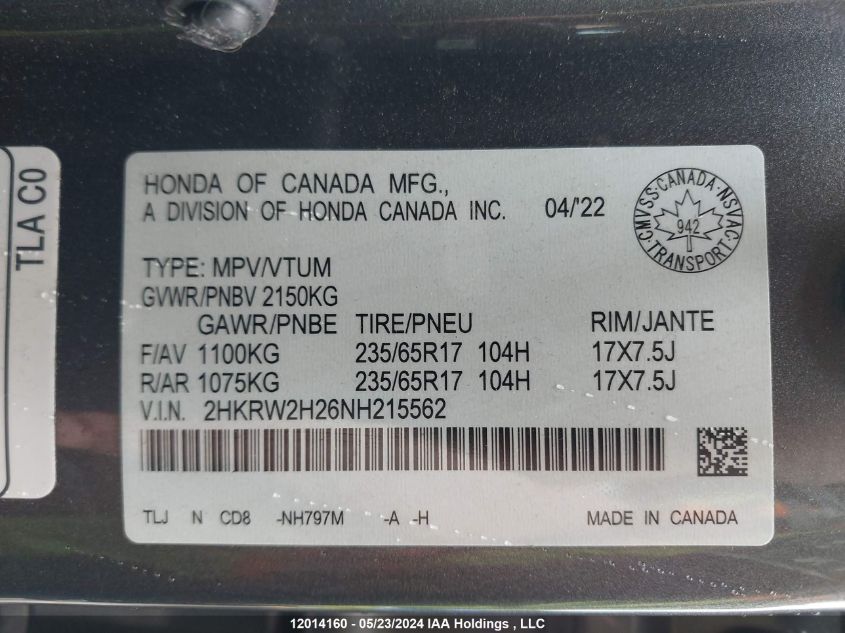 TLA C0
HONDA OF CANADA MFG.,
A DIVISION OF HONDA CANADA INC. 04/'22
CMVSS·CANADA·NSVAC
942
TRANSPORT
TYPE: MPV/VTUM
GVWR/PNBV 2150KG
GAWR/PNBE TIRE/PNEU RIM/JANTE
F/AV 1100KG 235/65R17 104H 17X7.5J
R/AR 1075KG 235/65R17 104H 17X7.5J
V.I.N. 2HKRW2H26NH215562
TLJ N CD8 -NH797M -A -H MADE IN CANADA
12014160 - 05/23/2024 IAA Holdings , LLC